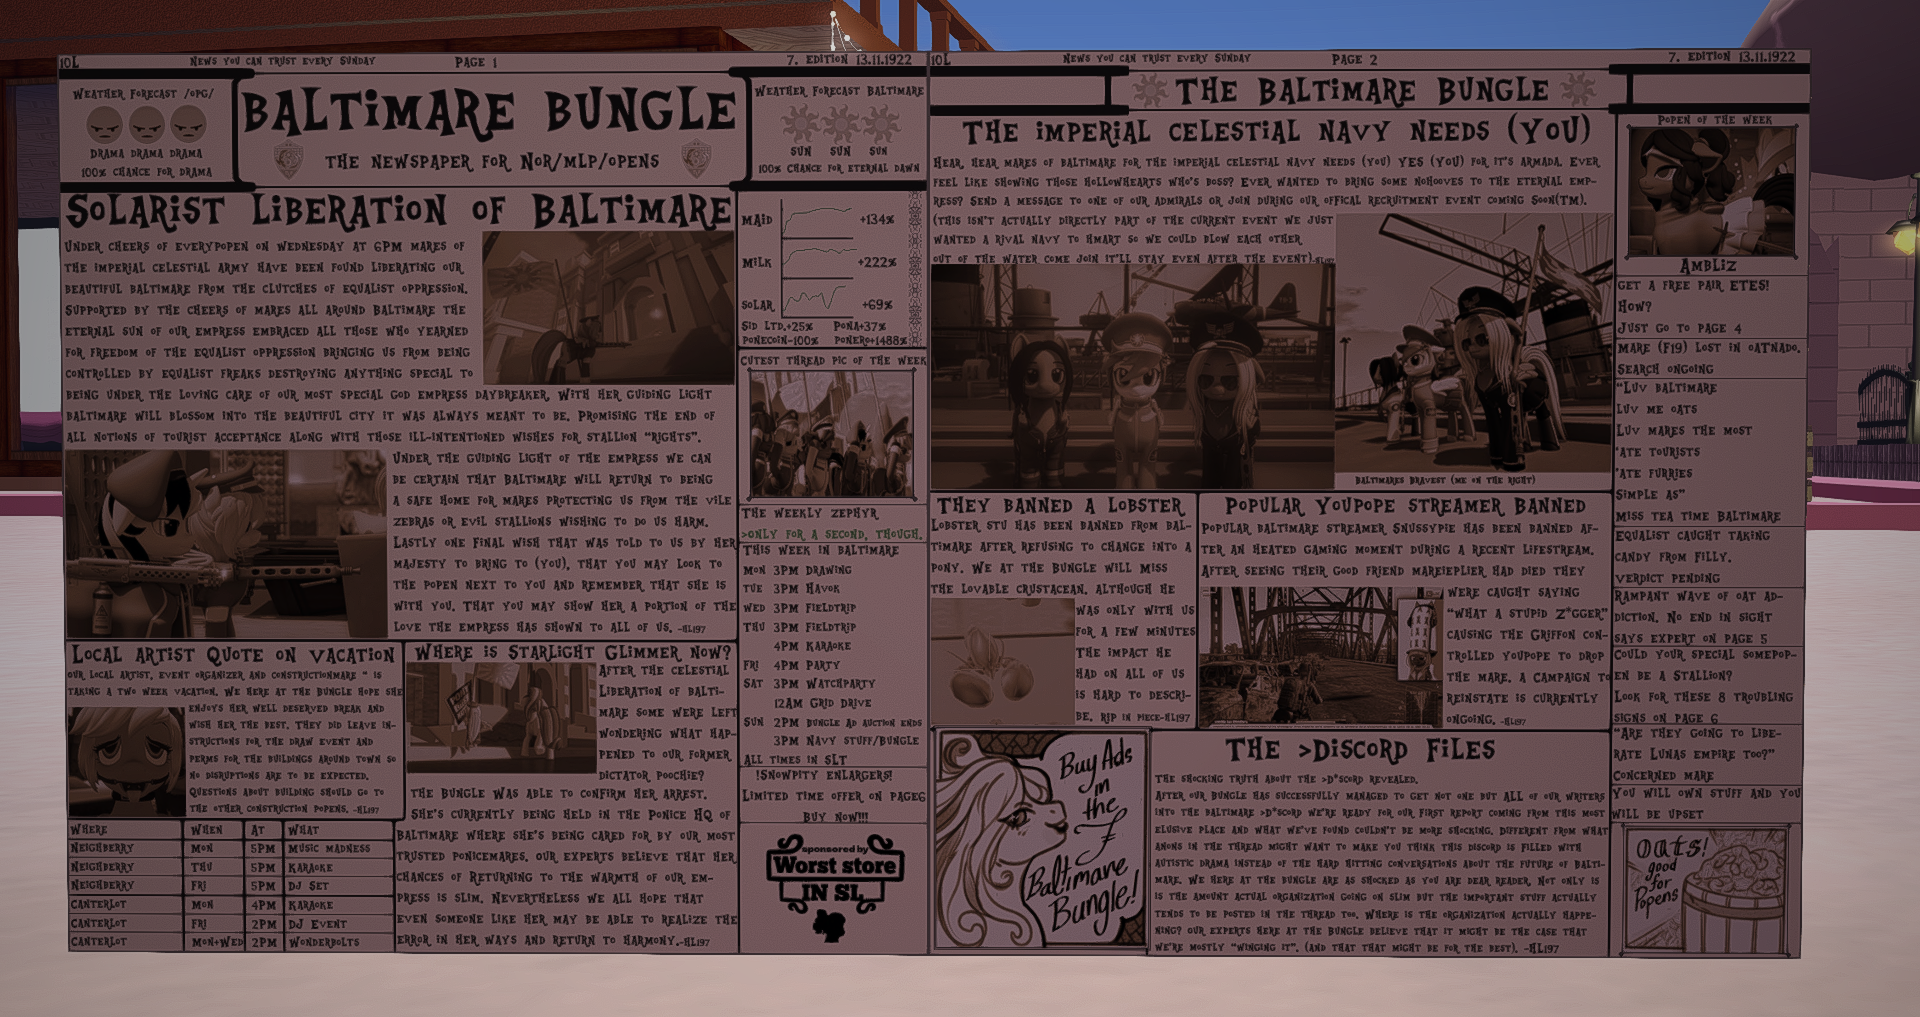 10L
NEWS YOU CAN TRUST EVERY SUNDAY
PAGE 1
7. EDITION 13.11.1922
WEATHER FORECAST /OPG/
DRAMA DRAMA DRAMA
100% CHANCE FOR DRAMA
BALTIMARE BUNGLE
THE NEWSPAPER FOR NOR/MLP/OPENS
WEATHER FORECAST BALTIMARE
SUN SUN SUN
100% CHANCE FOR ETERNAL DAWN
SOLARIST LIBERATION OF BALTIMARE
UNDER CHEERS OF EVERYPOPEN ON WEDNESDAY AT 6PM MARES OF
THE IMPERIAL CELESTIAL ARMY HAVE BEEN FOUND LIBERATING OUR
BEAUTIFUL BALTIMARE FROM THE CLUTCHES OF EQUALIST OPPRESSION.
SUPPORTED BY THE CHEERS OF MARES ALL AROUND BALTIMARE THE
ETERNAL SUN OF OUR EMPRESS EMBRACED ALL THOSE WHO YEARNED
FOR FREEDOM OF THE EQUALIST OPPRESSION BRINGING US FROM BEING
CONTROLLED BY EQUALIST FREAKS DESTROYING ANYTHING SPECIAL TO
BEING UNDER THE LOVING CARE OF OUR MOST SPECIAL GOD EMPRESS DAYBREAKER. WITH HER GUIDING LIGHT
BALTIMARE WILL BLOSSOM INTO THE BEAUTIFUL CITY IT WAS ALWAYS MEANT TO BE. PROMISING THE END OF
ALL NOTIONS OF TOURIST ACCEPTANCE ALONG WITH THOSE ILL-INTENTIONED WISHES FOR STALLION "RIGHTS".
UNDER THE GUIDING LIGHT OF THE EMPRESS WE CAN
BE CERTAIN THAT BALTIMARE WILL RETURN TO BEING
A SAFE HOME FOR MARES PROTECTING US FROM THE VILE
ZEBRAS OR EVIL STALLIONS WISHING TO DO US HARM.
LASTLY ONE FINAL WISH THAT WAS TOLD TO US BY HER
MAJESTY TO BRING TO (YOU), THAT YOU MAY LOOK TO
THE POPEN NEXT TO YOU AND REMEMBER THAT SHE IS
WITH YOU. THAT YOU MAY SHOW HER A PORTION OF THE
LOVE THE EMPRESS HAS SHOWN TO ALL OF US. -HL197
MAID +134%
MILK +222%
SOLAR +69%
SID LTD.+25% PONA+37%
PONECOIN-100% PONERO+1488%
CUTEST THREAD PIC OF THE WEEK
THE WEEKLY ZEPHYR
>ONLY FOR A SECOND, THOUGH.
THIS WEEK IN BALTIMARE
MON 3PM DRAWING
TUE 3PM HAVOK
WED 3PM FIELDTRIP
THU 3PM FIELDTRIP
4PM KARAOKE
FRI 4PM PARTY
SAT 3PM WATCHPARTY
12AM GRID DRIVE
SUN 2PM BUNGLE AD AUCTION ENDS
3PM NAVY STUFF/BUNGLE
ALL TIMES IN SLT
!SNOWPITY ENLARGERS!
LIMITED TIME OFFER ON PAGE6
BUY NOW!!!
sponsored by
Worst store
IN SL
LOCAL ARTIST QUOTE ON VACATION
OUR LOCAL ARTIST, EVENT ORGANIZER AND CONSTRUCTIONMARE " IS
TAKING A TWO WEEK VACATION. WE HERE AT THE BUNGLE HOPE SHE
ENJOYS HER WELL DESERVED BREAK AND
WISH HER THE BEST. THEY DID LEAVE IN-
STRUCTIONS FOR THE DRAW EVENT AND
PERMS FOR THE BUILDINGS AROUND TOWN SO
NO DISRUPTIONS ARE TO BE EXPECTED.
QUESTIONS ABOUT BUILDING SHOULD GO TO
THE OTHER CONSTRUCTION POPENS. -HL197
WHERE WHEN AT WHAT
NEIGHBERRY MON 5PM MUSIC MADNESS
NEIGHBERRY THU 5PM KARAOKE
NEIGHBERRY FRI 5PM DJ SET
CANTERLOT MON 4PM KARAOKE
CANTERLOT FRI 2PM DJ EVENT
CANTERLOT MON+WED 2PM WONDERBOLTS
WHERE IS STARLIGHT GLIMMER NOW?
AFTER THE CELESTIAL
LIBERATION OF BALTI-
MARE SOME WERE LEFT
WONDERING WHAT HAP-
PENED TO OUR FORMER
DICTATOR POOCHIE?
THE BUNGLE WAS ABLE TO CONFIRM HER ARREST.
SHE'S CURRENTLY BEING HELD IN THE PONICE HQ OF
BALTIMARE WHERE SHE'S BEING CARED FOR BY OUR MOST
TRUSTED PONICEMARES. OUR EXPERTS BELIEVE THAT HER
CHANCES OF RETURNING TO THE WARMTH OF OUR EM-
PRESS IS SLIM. NEVERTHELESS WE ALL HOPE THAT
EVEN SOMEONE LIKE HER MAY BE ABLE TO REALIZE THE
ERROR IN HER WAYS AND RETURN TO HARMONY.-HL197
10L
NEWS YOU CAN TRUST EVERY SUNDAY
PAGE 2
7. EDITION 13.11.1922
THE BALTIMARE BUNGLE
THE IMPERIAL CELESTIAL NAVY NEEDS (YOU)
HEAR, HEAR MARES OF BALTIMARE FOR THE IMPERIAL CELESTIAL NAVY NEEDS (YOU) YES (YOU) FOR IT'S ARMADA. EVER
FEEL LIKE SHOWING THOSE HOLLOWHEARTS WHO'S BOSS? EVER WANTED TO BRING SOME NOHOOVES TO THE ETERNAL EMP-
RESS? SEND A MESSAGE TO ONE OF OUR ADMIRALS OR JOIN DURING OUR OFFICAL RECRUITMENT EVENT COMING SOON(TM).
(THIS ISN'T ACTUALLY DIRECTLY PART OF THE CURRENT EVENT WE JUST
WANTED A RIVAL NAVY TO HMART SO WE COULD BLOW EACH OTHER
OUT OF THE WATER COME JOIN IT'LL STAY EVEN AFTER THE EVENT)-HL197
BALTIMARES BRAVEST (ME ON THE RIGHT)
THEY BANNED A LOBSTER
LOBSTER STU HAS BEEN BANNED FROM BAL-
TIMARE AFTER REFUSING TO CHANGE INTO A
PONY. WE AT THE BUNGLE WILL MISS
THE LOVABLE CRUSTACEAN. ALTHOUGH HE
WAS ONLY WITH US
FOR A FEW MINUTES
THE IMPACT HE
HAD ON ALL OF US
IS HARD TO DESCRI-
BE. RIP IN PIECE-HL197
POPULAR YOUPOPE STREAMER BANNED
POPULAR BALTIMARE STREAMER SNUSSYPIE HAS BEEN BANNED AF-
TER AN HEATED GAMING MOMENT DURING A RECENT LIFESTREAM.
AFTER SEEING THEIR GOOD FRIEND MAREIEPLIER HAD DIED THEY
WERE CAUGHT SAYING
"WHAT A STUPID Z*GGER"
CAUSING THE GRIFFON CON-
TROLLED YOUPOPE TO DROP
THE MARE. A CAMPAIGN TO
REINSTATE IS CURRENTLY
ONGOING. -HL197
Buy Ads
in
the
Baltimare
Bungle!
THE >DISCORD FILES
THE SHOCKING TRUTH ABOUT THE >D*SCORD REVEALED.
AFTER OUR BUNGLE HAS SUCCESSFULLY MANAGED TO GET NOT ONE BUT ALL OF OUR WRITERS
INTO THE BALTIMARE >D*SCORD WE'RE READY FOR OUR FIRST REPORT COMING FROM THIS MOST
ELUSIVE PLACE AND WHAT WE'VE FOUND COULDN'T BE MORE SHOCKING. DIFFERENT FROM WHAT
ANONS IN THE THREAD MIGHT WANT TO MAKE YOU THINK THIS DISCORD IS FILLED WITH
AUTISTIC DRAMA INSTEAD OF THE HARD HITTING CONVERSATIONS ABOUT THE FUTURE OF BALTI-
MARE. WE HERE AT THE BUNGLE ARE AS SHOCKED AS YOU ARE DEAR READER. NOT ONLY IS
IS THE AMOUNT ACTUAL ORGANIZATION GOING ON SLIM BUT THE IMPORTANT STUFF ACTUALLY
TENDS TO BE POSTED IN THE THREAD TOO. WHERE IS THE ORGANIZATION ACTUALLY HAPPE-
NING? OUR EXPERTS HERE AT THE BUNGLE BELIEVE THAT IT MIGHT BE THE CASE THAT
WE'RE MOSTLY "WINGING IT". (AND THAT THAT MIGHT BE FOR THE BEST). -HL197
POPEN OF THE WEEK
AMBLIZ
GET A FREE PAIR ETES!
HOW?
JUST GO TO PAGE 4
MARE (F19) LOST IN OATNADO.
SEARCH ONGOING
"LUV BALTIMARE
LUV ME OATS
LUV MARES THE MOST
'ATE TOURISTS
'ATE FURRIES
SIMPLE AS"
MISS TEA TIME BALTIMARE
EQUALIST CAUGHT TAKING
CANDY FROM FILLY.
VERDICT PENDING
RAMPANT WAVE OF OAT AD-
DICTION. NO END IN SIGHT
SAYS EXPERT ON PAGE 5
COULD YOUR SPECIAL SOMEPOP-
EN BE A STALLION?
LOOK FOR THESE 8 TROUBLING
SIGNS ON PAGE 6
"ARE THEY GOING TO LIBE-
RATE LUNAS EMPIRE TOO?"
CONCERNED MARE
YOU WILL OWN STUFF AND YOU
WILL BE UPSET
OATS!
good
for
Popens